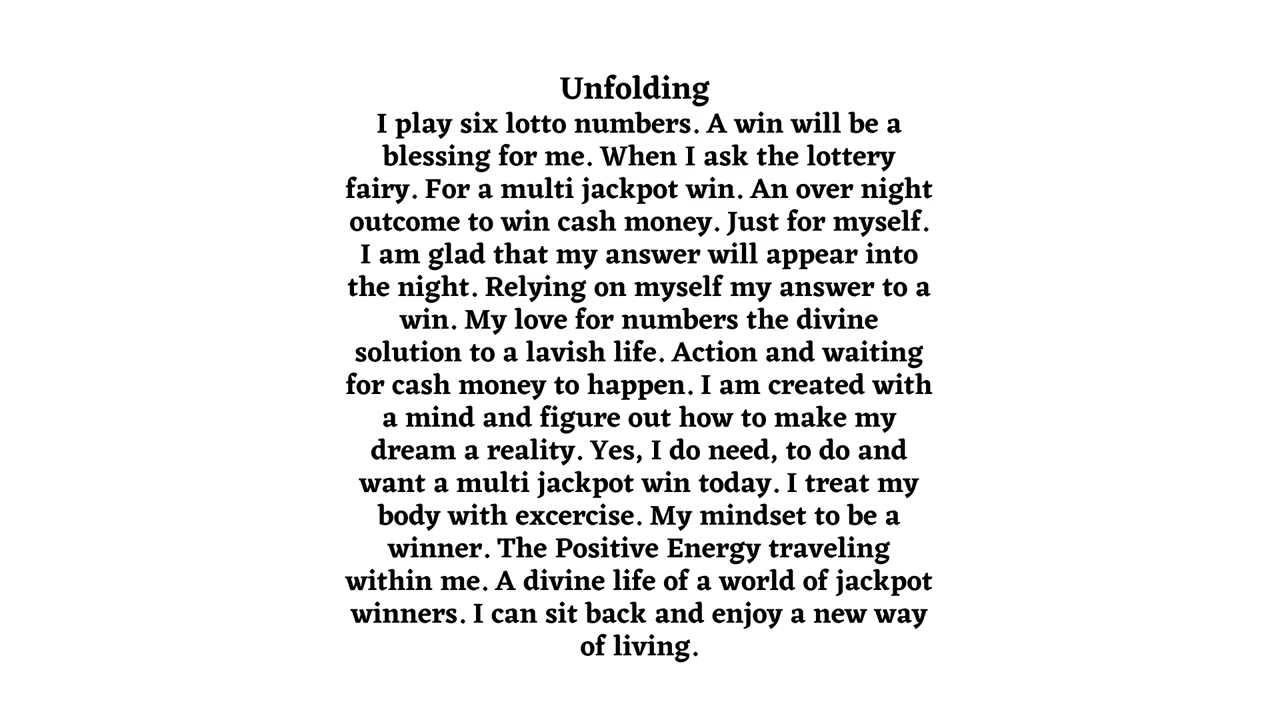 Unfolding
I play six lotto numbers. A win will be a
blessing for me. When I ask the lottery
fairy. For a multi jackpot win. An over night
outcome to win cash money. Just for myself.
I am glad that my answer will appear into
the night. Relying on myself my answer to a
win. My love for numbers the divine
solution to a lavish life. Action and waiting
for cash money to happen. I am created with
a mind and figure out how to make my
dream a reality. Yes, I do need, to do and
want a multi jackpot win today. I treat my
body with excercise. My mindset to be a
winner. The Positive Energy traveling
within me. A divine life of a world of jackpot
winners. I can sit back and enjoy a new way
of living.